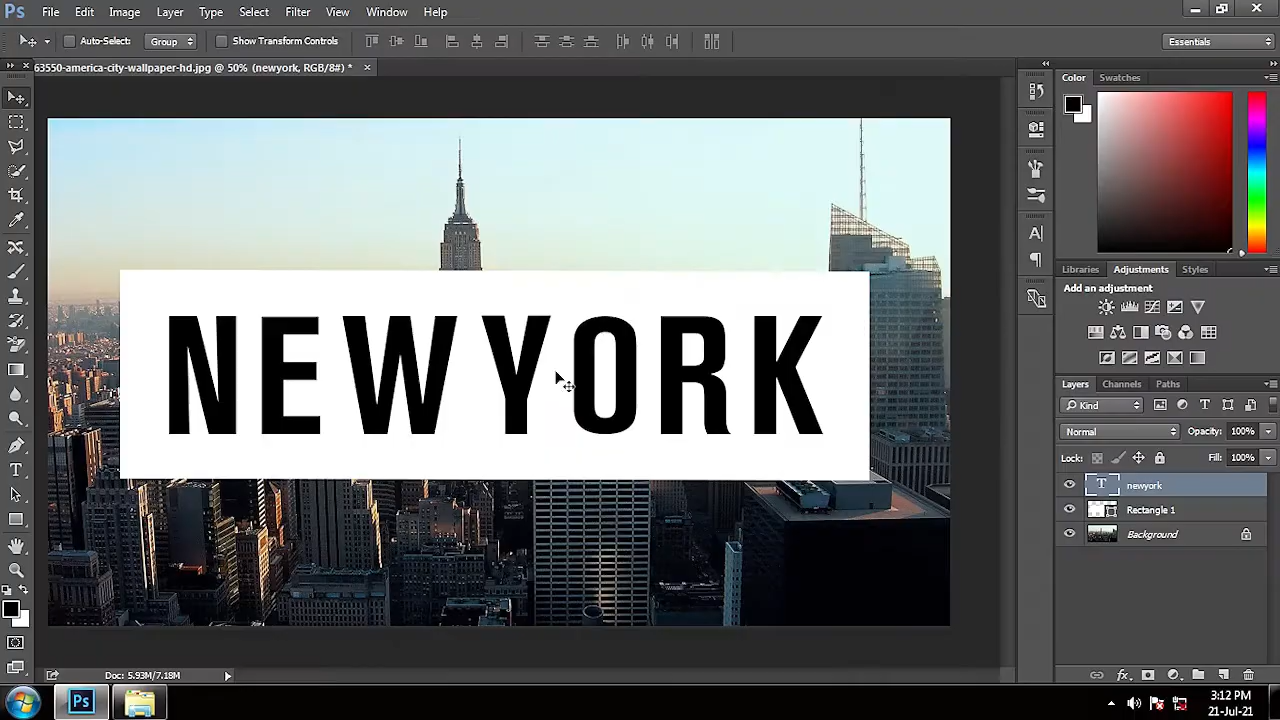 Ps File Edit Image Layer Type Select Filter View Window Help
Auto-Select: Group Show Transform Controls Essentials
63550-america-city-wallpaper-hd.jpg @ 50% (newyork, RGB/8#) *
Color Swatches
NEWYORK
Libraries Adjustments Styles
Add an adjustment
Layers Channels Paths
Kind
Normal Opacity: 100%
Lock: Fill: 100%
T newyork
Rectangle 1
Background
fx
Doc: 5.93M/7.18M
Ps
3:12 PM
21-Jul-21